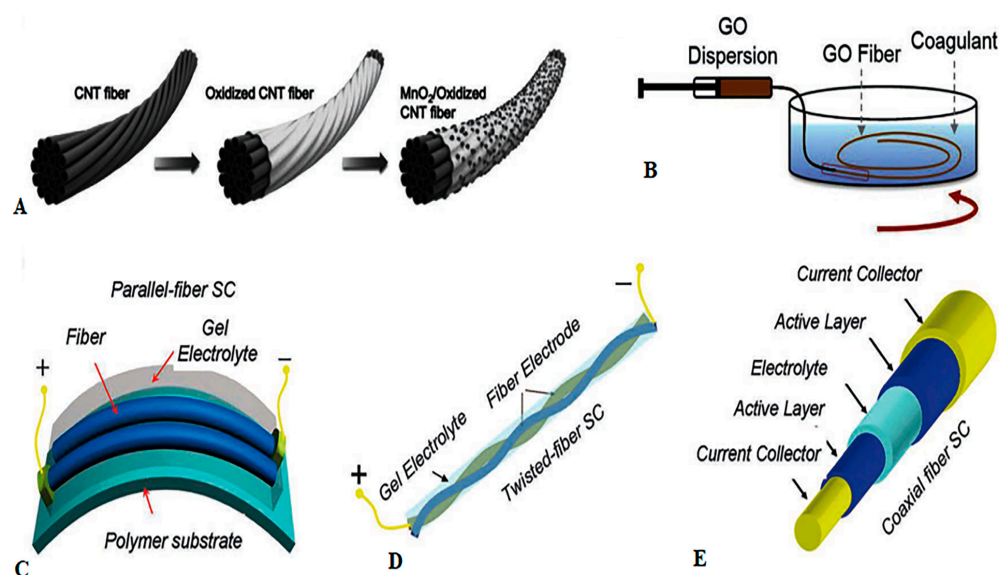 CNT fiber
Oxidized CNT fiber
MnO2/Oxidized
CNT fiber
A
GO
Dispersion
GO Fiber
Coagulant
B
Parallel-fiber SC
Fiber
Gel
Electrolyte
+
−
Polymer substrate
C
−
Fiber Electrode
Gel Electrolyte
Twisted-fiber SC
+
D
Current Collector
Active Layer
Electrolyte
Active Layer
Current Collector
Coaxial fiber SC
E